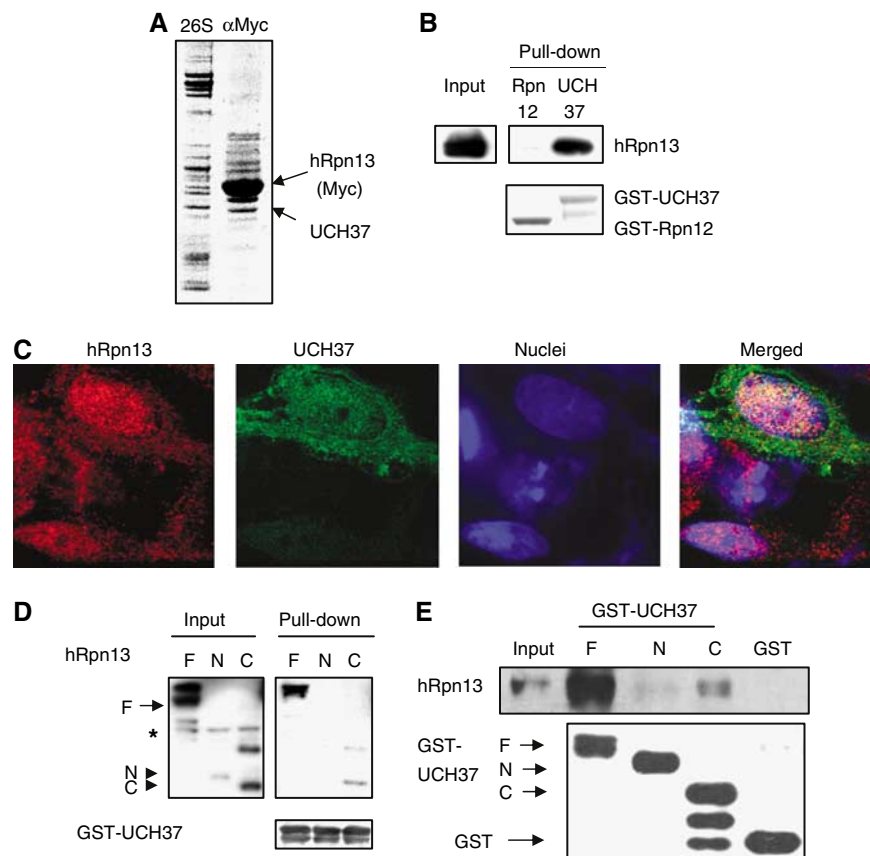 A
26S αMyc
hRpn13
(Myc)
UCH37
B
Pull-down
Input Rpn UCH
12 37
hRpn13
GST-UCH37
GST-Rpn12
C
hRpn13 UCH37 Nuclei Merged
D
Input Pull-down
hRpn13
F N C F N C
F
*
N
C
GST-UCH37
E
GST-UCH37
Input F N C GST
hRpn13
GST- F
UCH37 N
C
GST